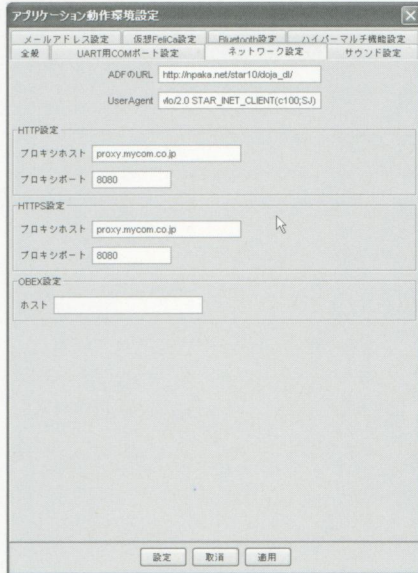 アプリケーション動作環境設定
メールアドレス設定 仮想FeliCa設定 Bluetooth設定 ハイパーマルチ機能設定
全般 UART用COMポート設定 ネットワーク設定 サウンド設定
ADFのURL http://npaka.net/star10/doja_dl/
UserAgent vlo/2.0 STAR_INET_CLIENT(c100;SJ)
HTTP設定
プロキシホスト proxy.mycom.co.jp
プロキシポート 8080
HTTPS設定
プロキシホスト proxy.mycom.co.jp
プロキシポート 8080
OBEX設定
ホスト
設定 取消 適用